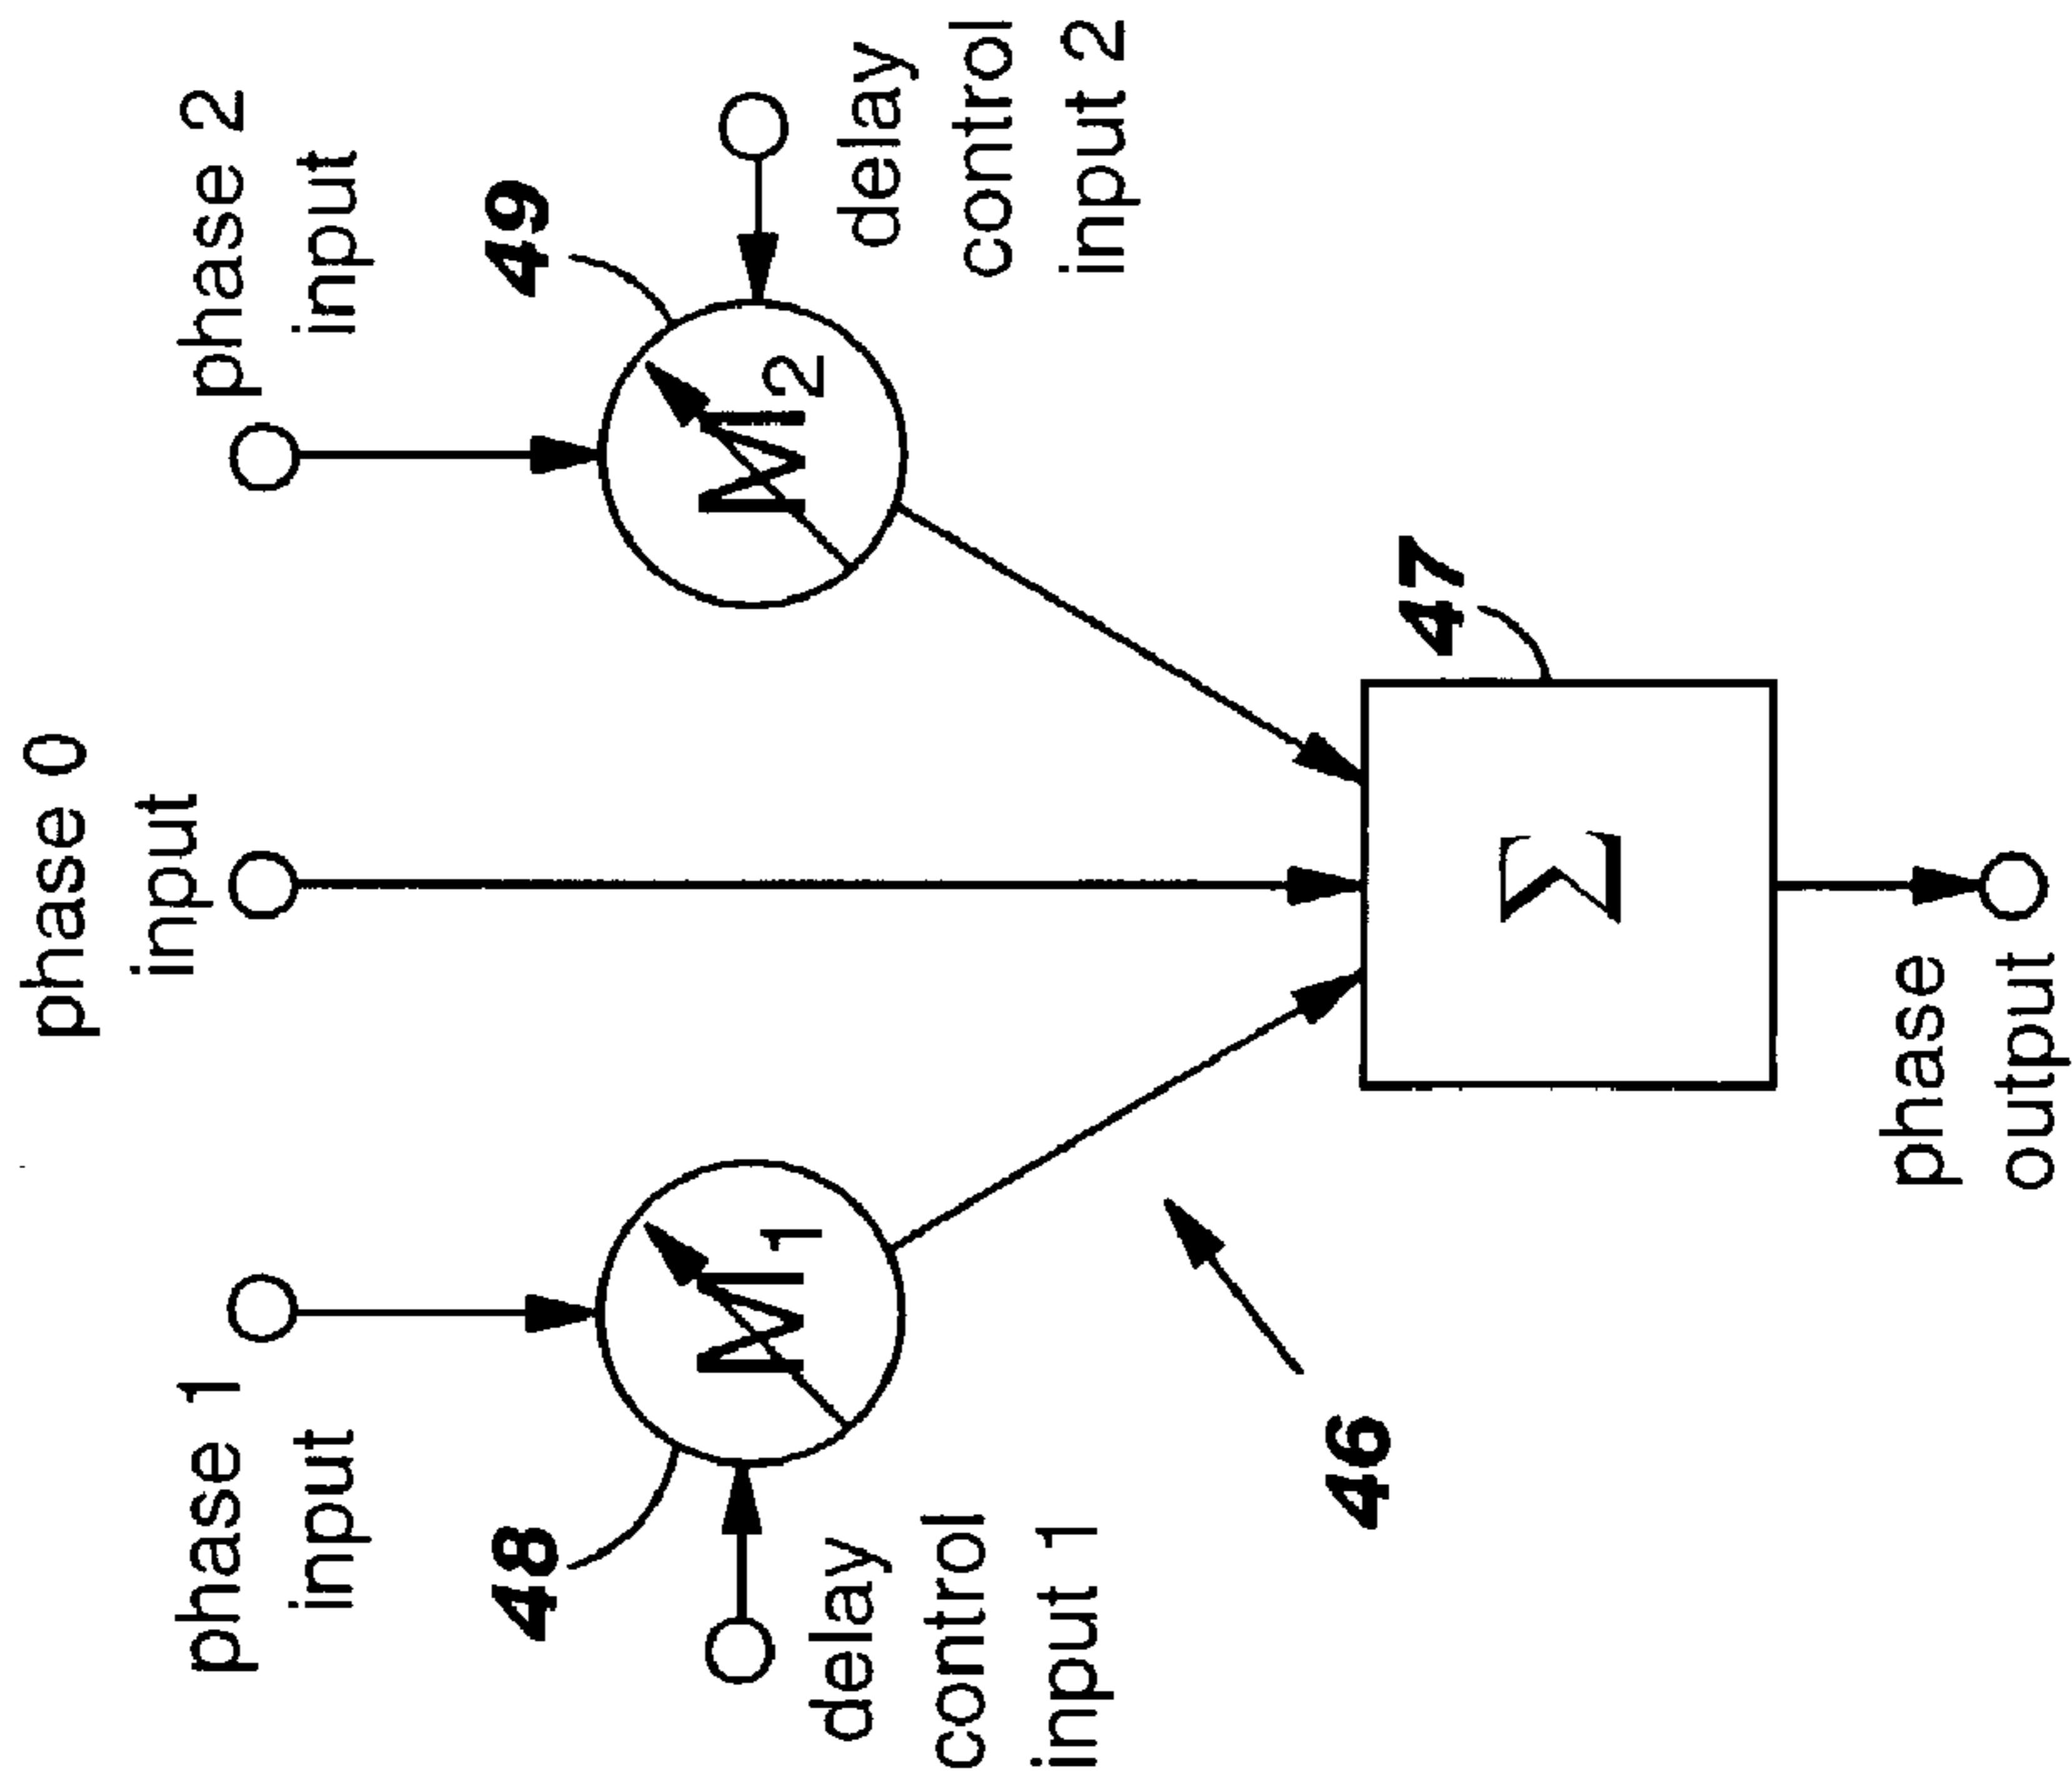 phase 1
input
phase 0
input
phase 2
input
48
49
M1
M2
delay
control
input 1
delay
control
input 2
46
47
Σ
phase
output